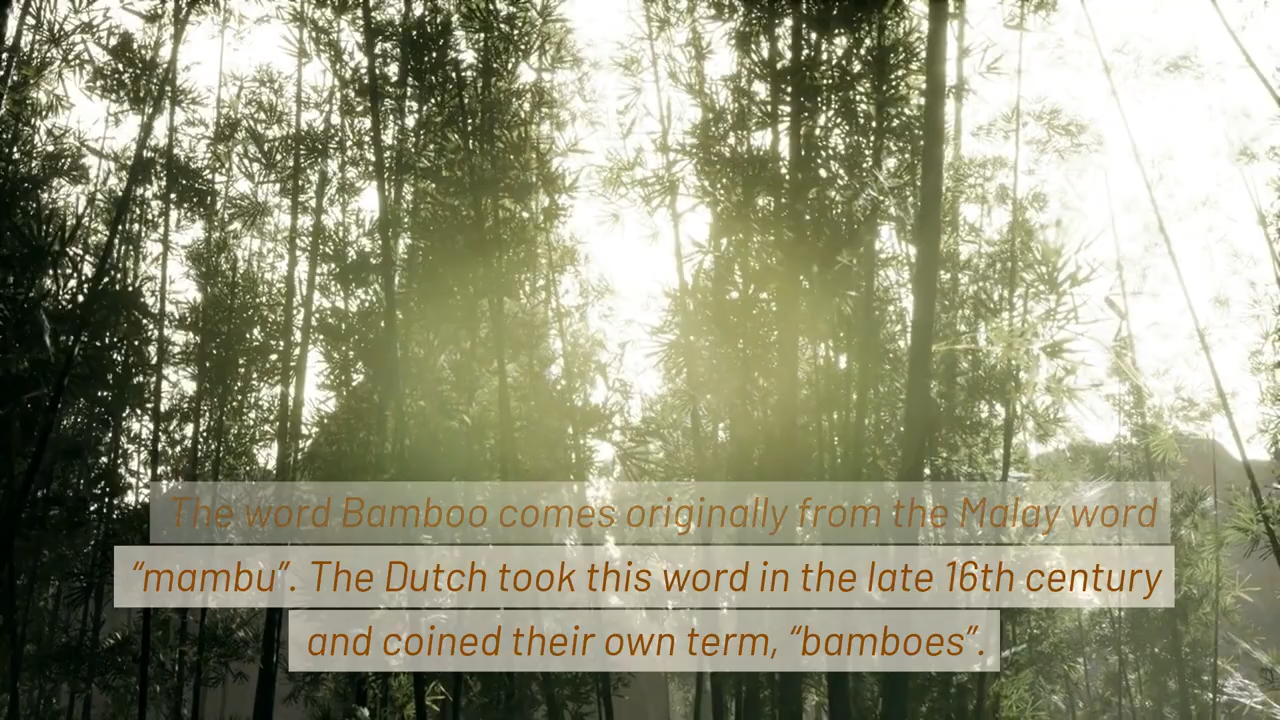 The word Bamboo comes originally from the Malay word
“mambu”. The Dutch took this word in the late 16th century
and coined their own term, “bamboes”.